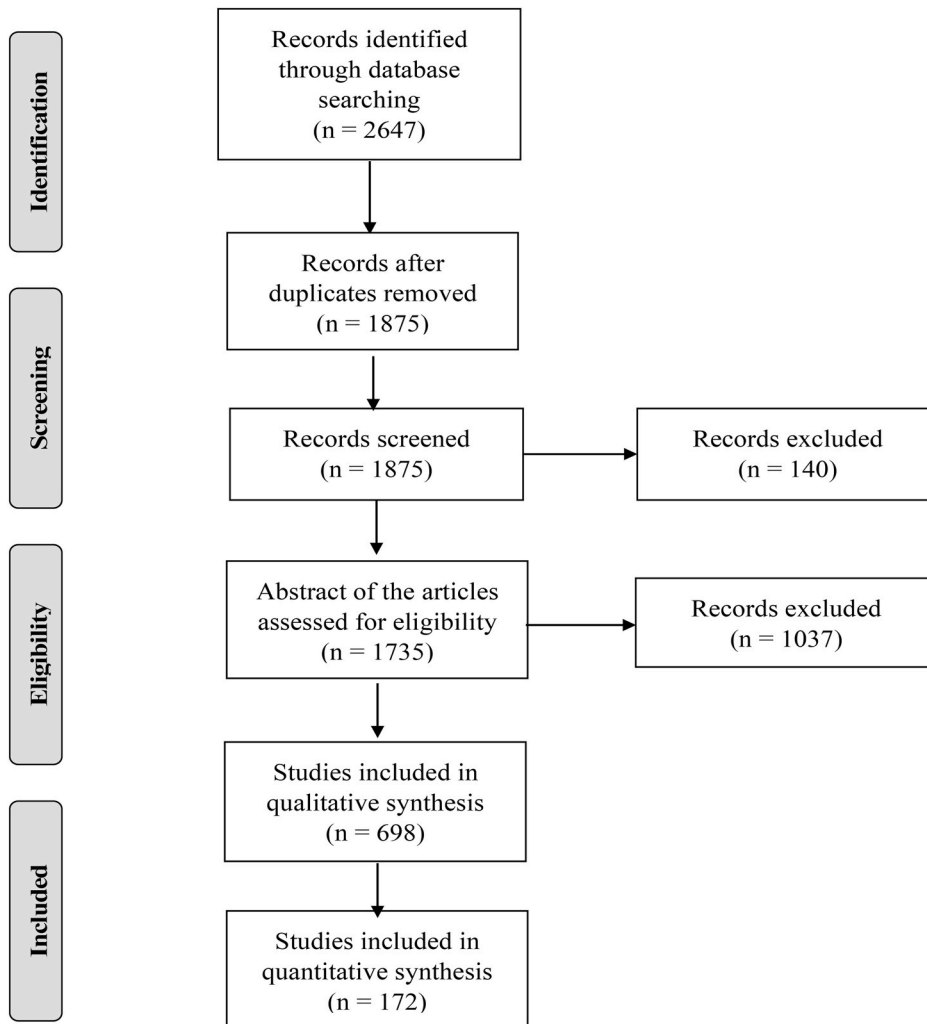 Identification
Records identified
through database
searching
(n = 2647)
Records after
duplicates removed
(n = 1875)
Screening
Records screened
(n = 1875)
Records excluded
(n = 140)
Eligibility
Abstract of the articles
assessed for eligibility
(n = 1735)
Records excluded
(n = 1037)
Studies included in
qualitative synthesis
(n = 698)
Included
Studies included in
quantitative synthesis
(n = 172)